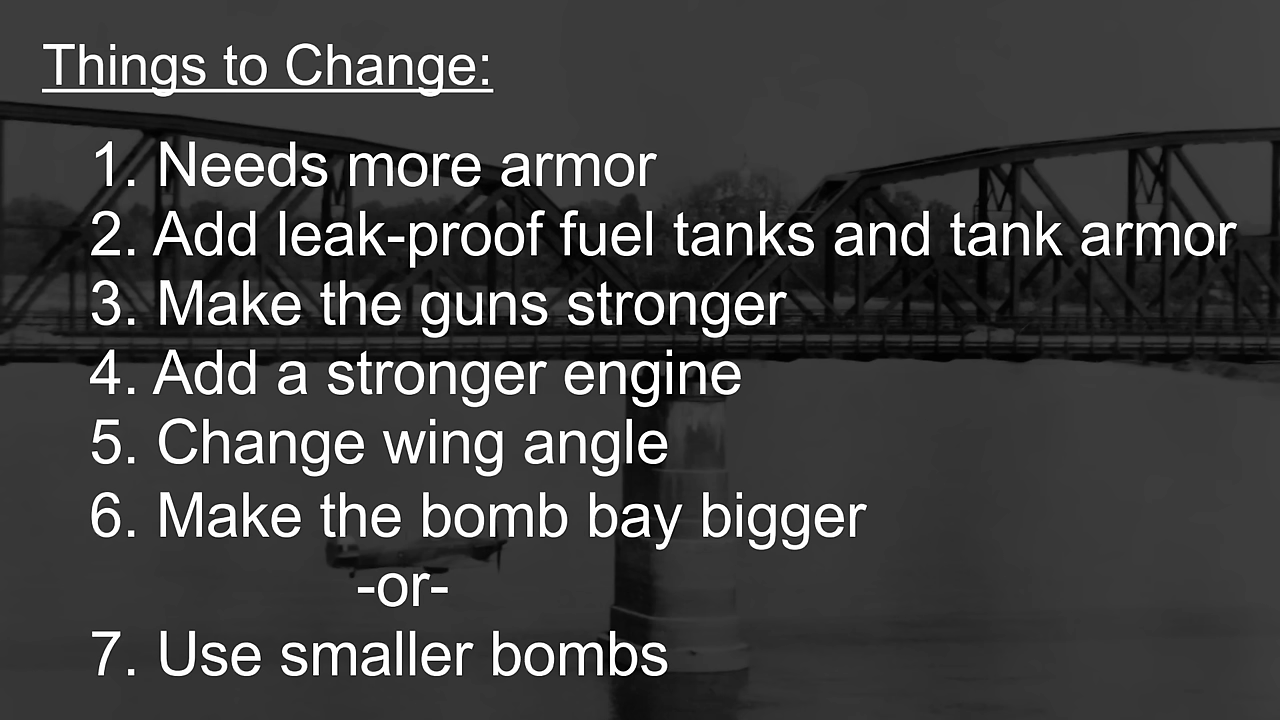 Things to Change:
1. Needs more armor
2. Add leak-proof fuel tanks and tank armor
3. Make the guns stronger
4. Add a stronger engine
5. Change wing angle
6. Make the bomb bay bigger
-or-
7. Use smaller bombs